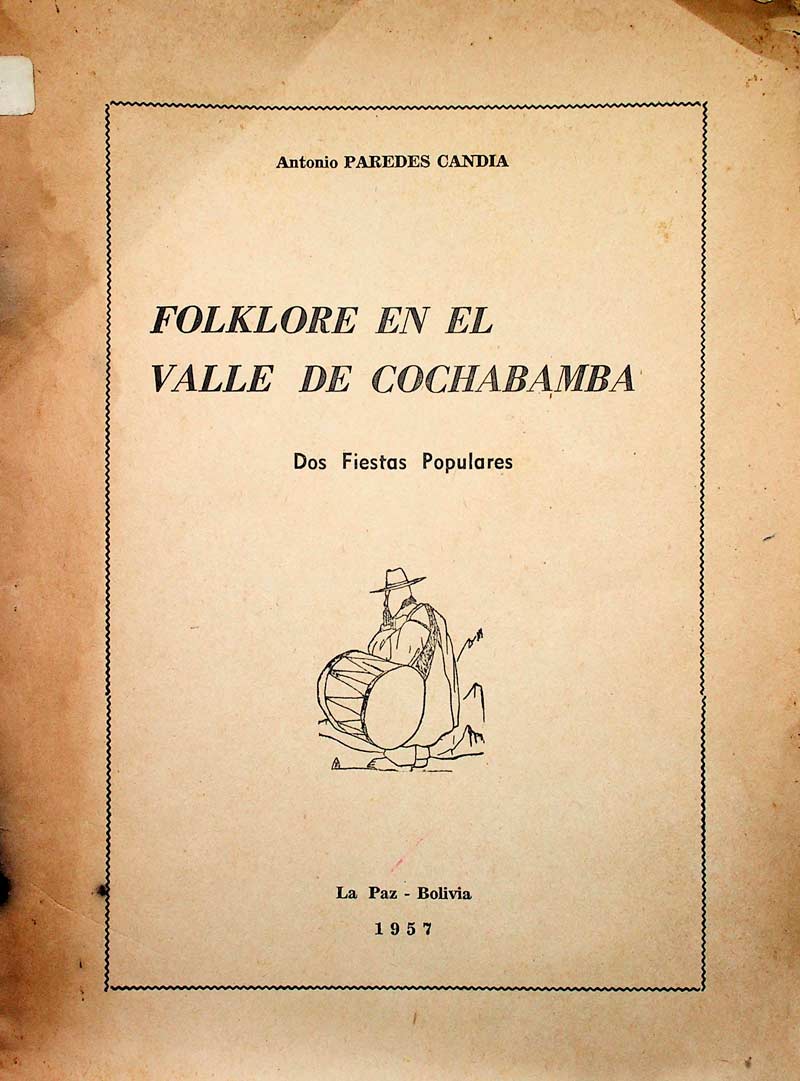 Antonio PAREDES CANDIA
FOLKLORE EN EL
VALLE DE COCHABAMBA
Dos Fiestas Populares
La Paz - Bolivia
1957